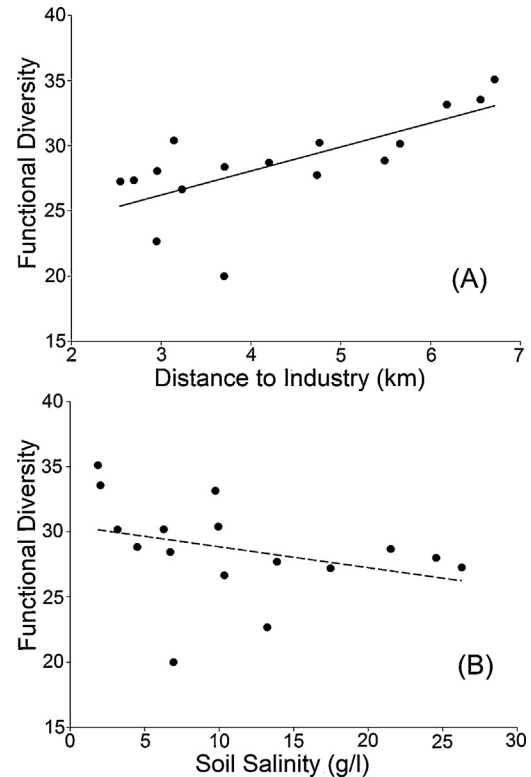 40
35
30
25
20
15
Functional Diversity
(A)
2 3 4 5 6 7
Distance to Industry (km)
40
35
30
25
20
15
Functional Diversity
(B)
0 5 10 15 20 25 30
Soil Salinity (g/l)